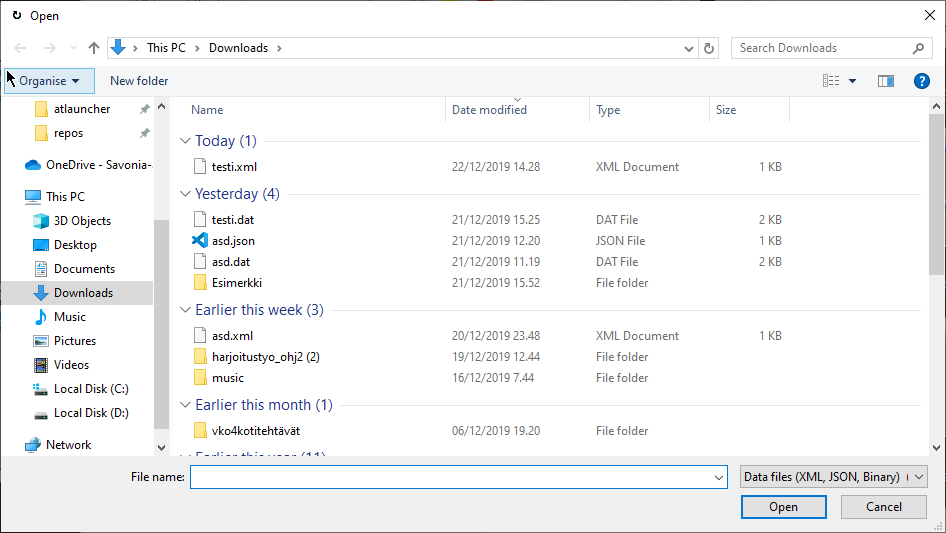 Open
This PC > Downloads >
Search Downloads
Organise
New folder
Name Date modified Type Size
atlauncher
repos
OneDrive - Savonia-
This PC
3D Objects
Desktop
Documents
Downloads
Music
Pictures
Videos
Local Disk (C:)
Local Disk (D:)
Network
Today (1)
testi.xml 22/12/2019 14.28 XML Document 1 KB
Yesterday (4)
testi.dat 21/12/2019 15.25 DAT File 2 KB
asd.json 21/12/2019 12.20 JSON File 1 KB
asd.dat 21/12/2019 11.19 DAT File 2 KB
Esimerkki 21/12/2019 15.52 File folder
Earlier this week (3)
asd.xml 20/12/2019 23.48 XML Document 1 KB
harjoitustyo_ohj2 (2) 19/12/2019 12.44 File folder
music 16/12/2019 7.44 File folder
Earlier this month (1)
vko4kotitehtävät 06/12/2019 19.20 File folder
Earlier this year (11)
File name:
Data files (XML, JSON, Binary) (
Open
Cancel